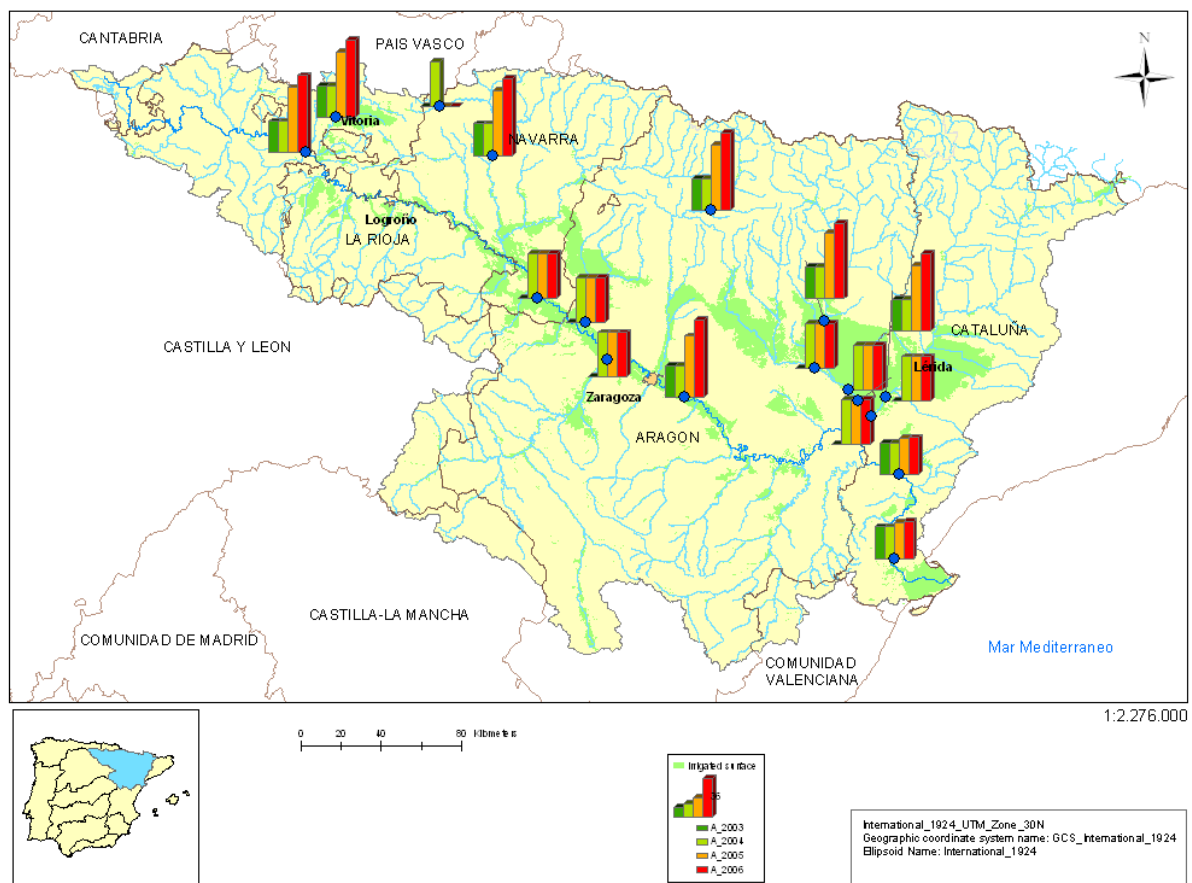 CANTABRIA
PAIS VASCO
N
Vitoria
NAVARRA
Logroño
LA RIOJA
CATALUÑA
CASTILLA Y LEON
Lérida
Zaragoza
ARAGON
CASTILLA-LA MANCHA
COMUNIDAD DE MADRID
Mar Mediterraneo
COMUNIDAD
VALENCIANA
1:2.276.000
0 20 40 80 Kilometers
Irrigated surface
36
A_2003
A_2004
A_2005
A_2006
International_1924_UTM_Zone_30N
Geographic coordinate system name: GCS_International_1924
Ellipsoid Name: International_1924